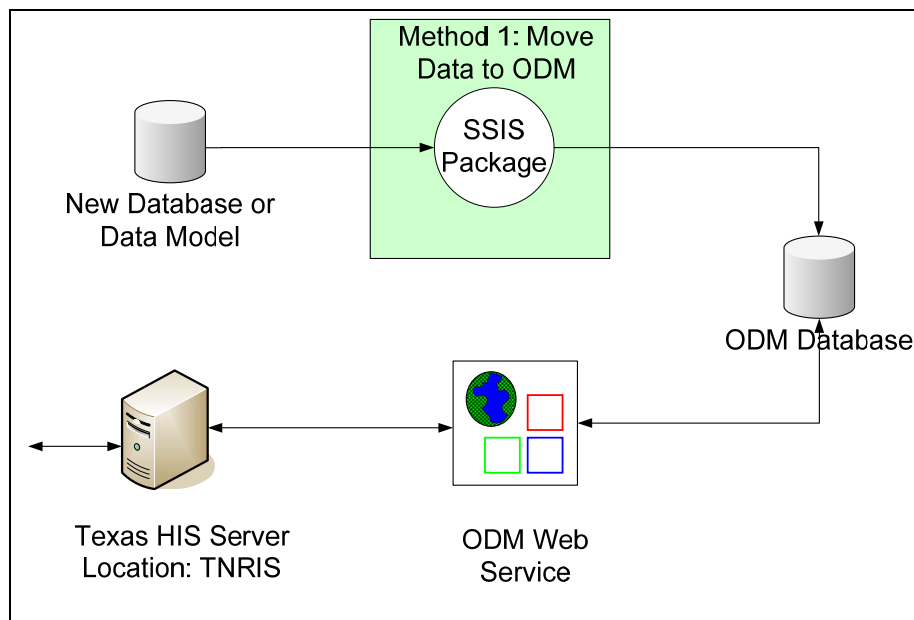 Method 1: Move
Data to ODM
SSIS
Package
New Database or
Data Model
ODM Database
Texas HIS Server
Location: TNRIS
ODM Web
Service